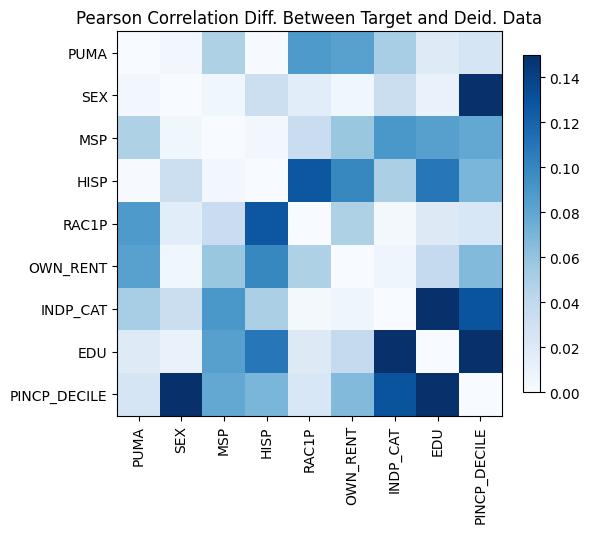 Pearson Correlation Diff. Between Target and Deid. Data
PUMA
SEX
MSP
HISP
RAC1P
OWN_RENT
INDP_CAT
EDU
PINCP_DECILE
PUMA
SEX
MSP
HISP
RAC1P
OWN_RENT
INDP_CAT
EDU
PINCP_DECILE
0.14
0.12
0.10
0.08
0.06
0.04
0.02
0.00